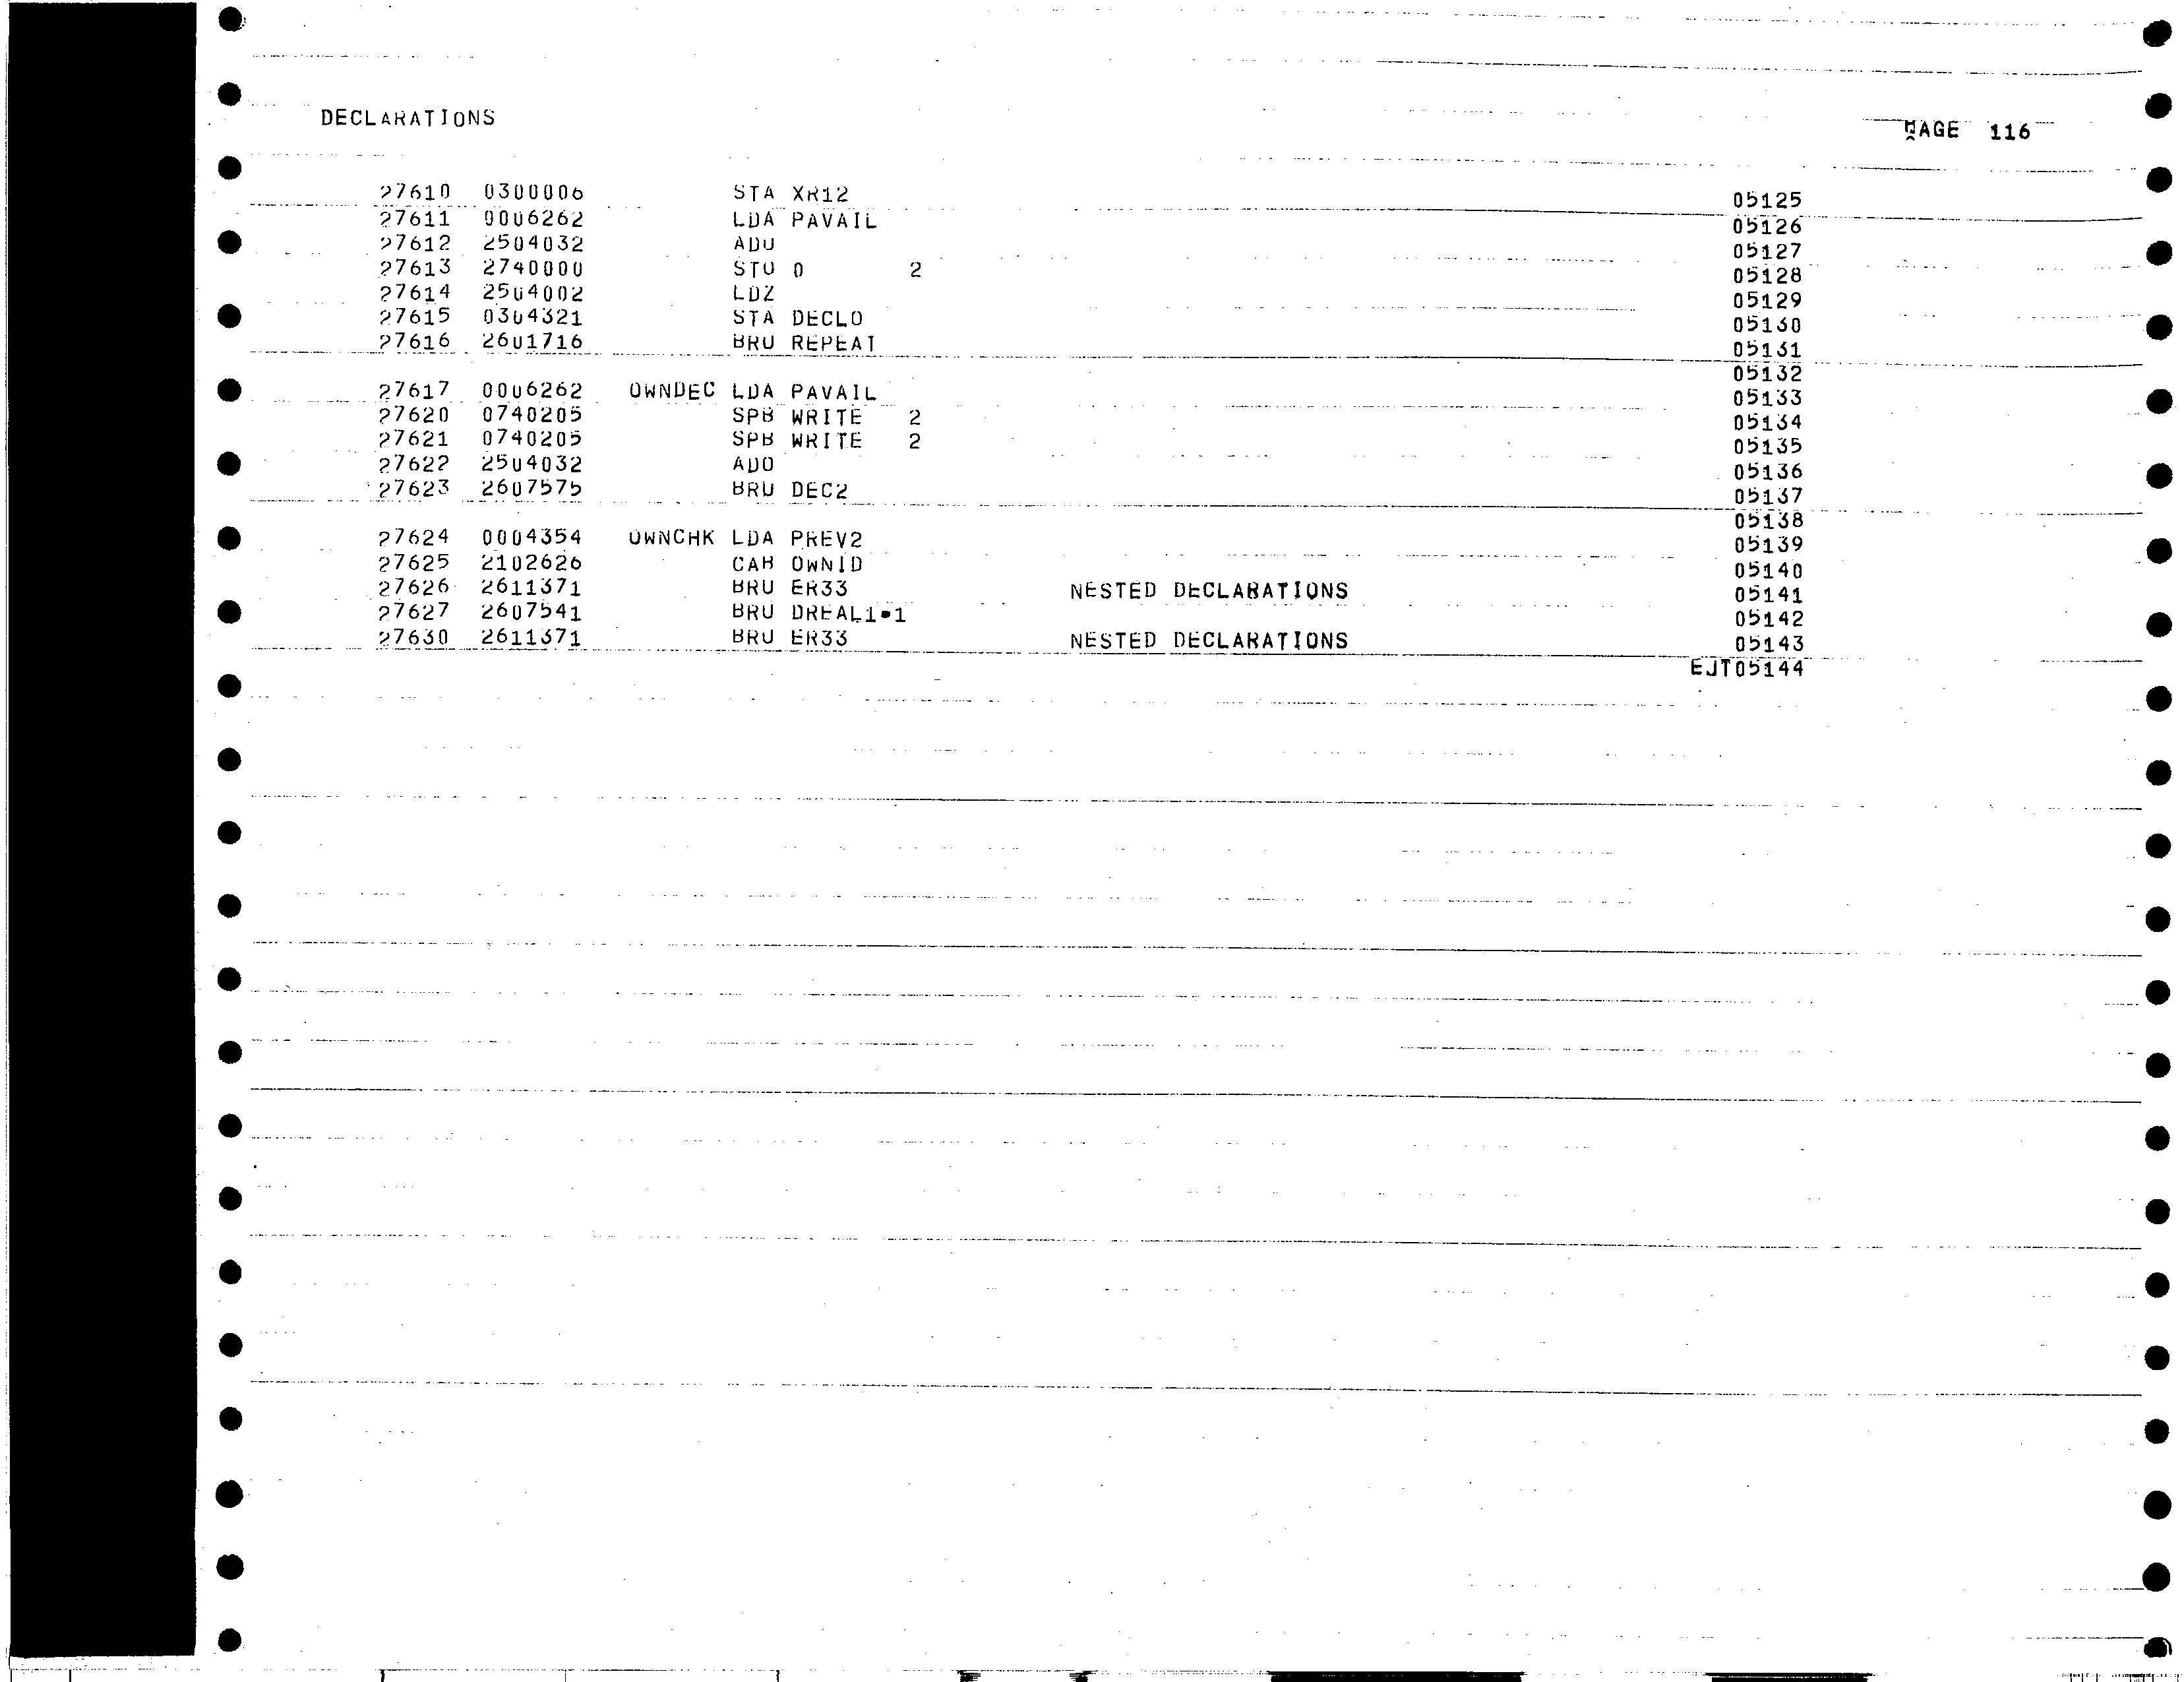 DECLARATIONS PAGE 116
27610 0300006 STA XR12 05125
27611 0006262 LDA PAVAIL 05126
27612 2504032 ADO 05127
27613 2740000 STO 0 2 05128
27614 2504002 LDZ 05129
27615 0304321 STA DECLO 05130
27616 2601716 BRU REPEAT 05131
05132
27617 0006262 OWNDEC LDA PAVAIL 05133
27620 0740205 SPB WRITE 2 05134
27621 0740205 SPB WRITE 2 05135
27622 2504032 ADO 05136
27623 2607575 BRU DEC2 05137
05138
27624 0004354 OWNCHK LDA PREV2 05139
27625 2102626 CAB OWNID 05140
27626 2611371 BRU ER33 NESTED DECLARATIONS 05141
27627 2607541 BRU DREAL1-1 05142
27630 2611371 BRU ER33 NESTED DECLARATIONS 05143
EJT05144